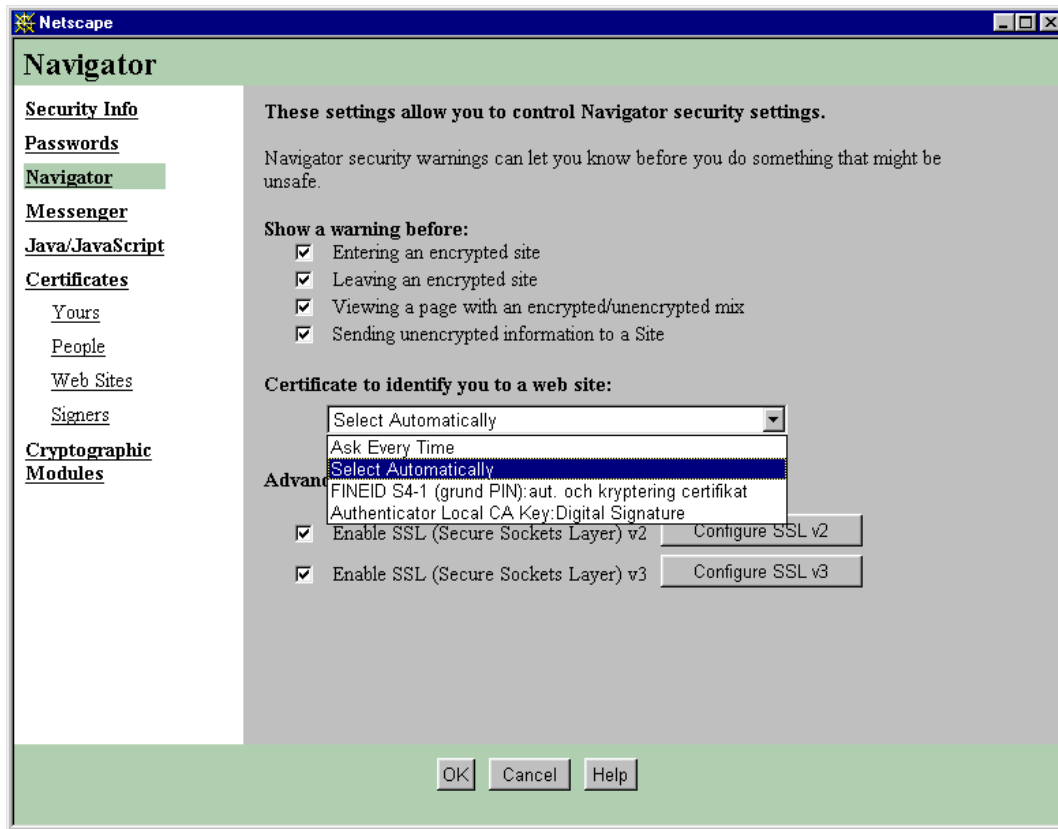 Netscape
Navigator
Security Info
Passwords
Navigator
Messenger
Java/JavaScript
Certificates
Yours
People
Web Sites
Signers
Cryptographic
Modules
These settings allow you to control Navigator security settings.
Navigator security warnings can let you know before you do something that might be
unsafe.
Show a warning before:
Entering an encrypted site
Leaving an encrypted site
Viewing a page with an encrypted/unencrypted mix
Sending unencrypted information to a Site
Certificate to identify you to a web site:
Select Automatically
Ask Every Time
Select Automatically
FINEID S4-1 (grund PIN):aut. och kryptering certifikat
Authenticator Local CA Key:Digital Signature
Enable SSL (Secure Sockets Layer) v2 Configure SSL v2
Enable SSL (Secure Sockets Layer) v3 Configure SSL v3
OK Cancel Help